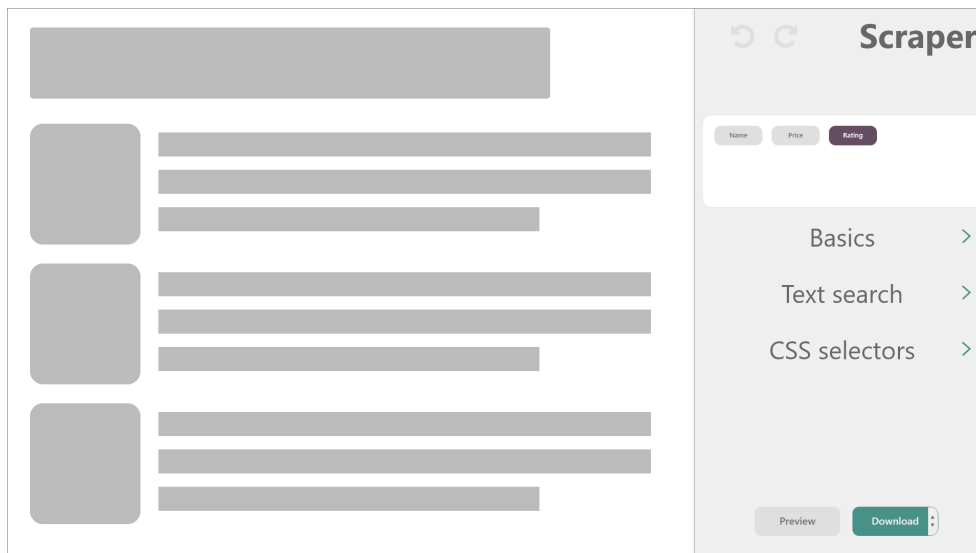 Scraper
Name Price Rating
Basics
Text search
CSS selectors
Preview Download